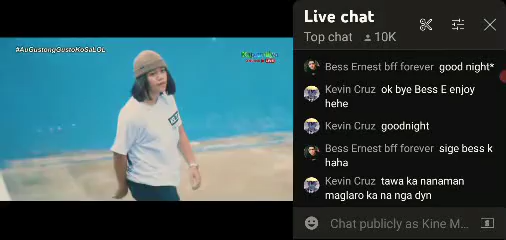 #AuGustongGustoKoSaLOL
Live chat
Top chat 10K
Bess Ernest bff forever good night*
Kevin Cruz ok bye Bess E enjoy
hehe
Kevin Cruz goodnight
Bess Ernest bff forever sige bess k
haha
Kevin Cruz tawa ka nanaman
maglaro ka na nga dyn
Chat publicly as Kine M...